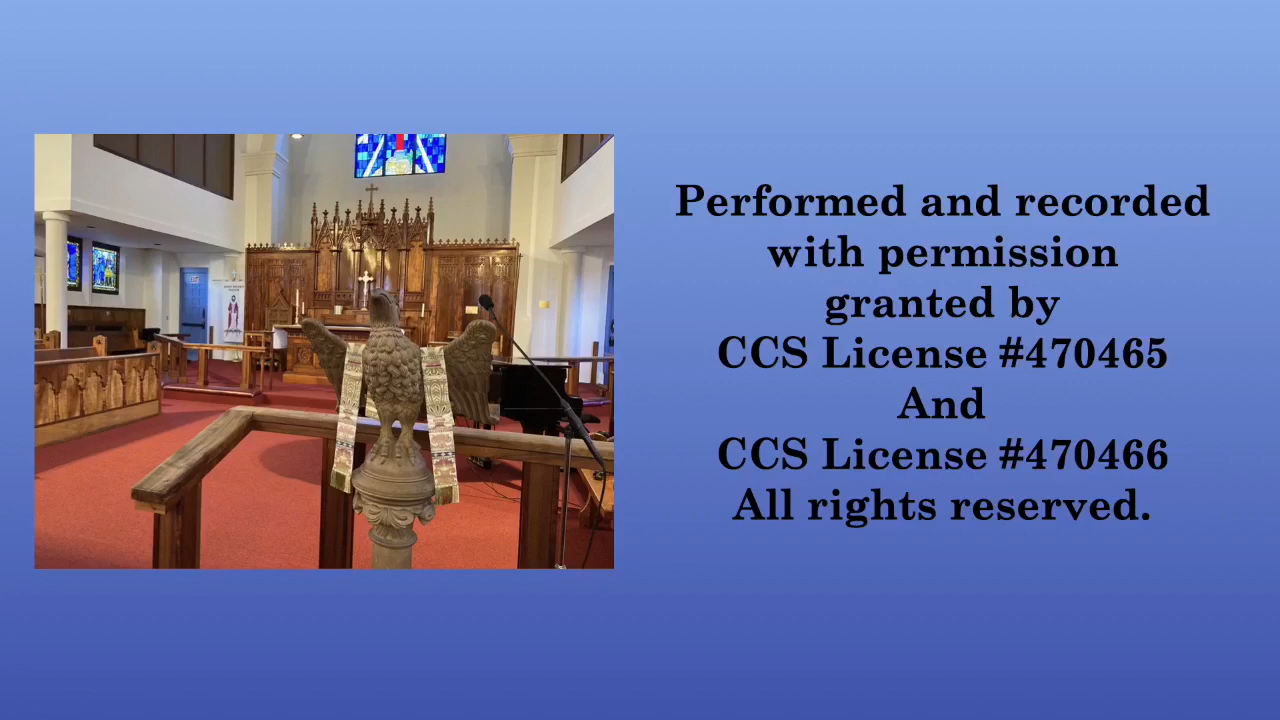 Performed and recorded
with permission
granted by
CCS License #470465
And
CCS License #470466
All rights reserved.